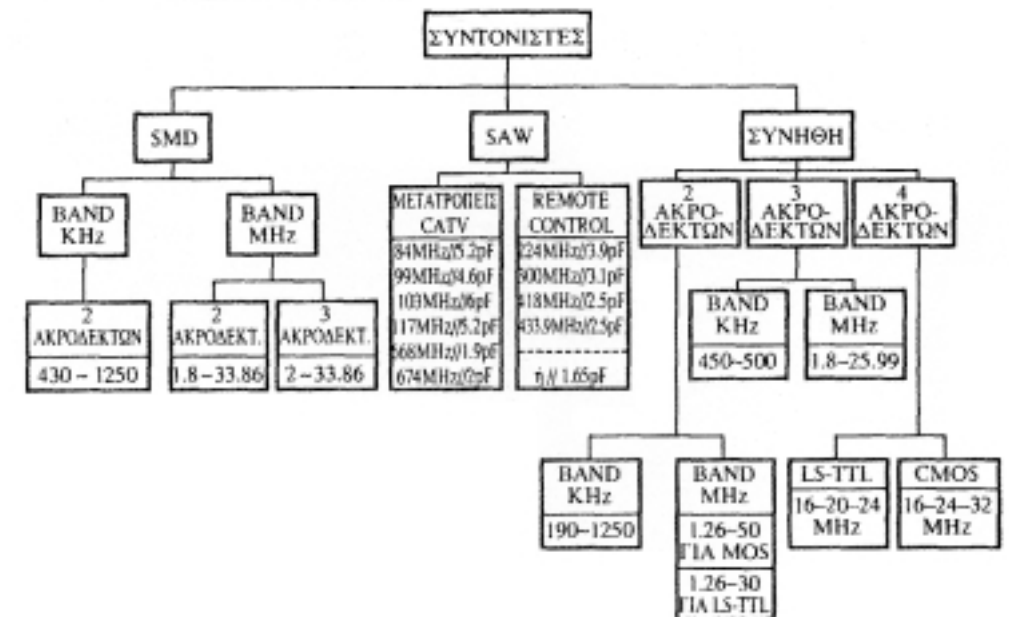 ΣΥΝΤΟΝΙΣΤΕΣ
SMD
SAW
ΣΥΝΗΘΗ
BAND
KHz
BAND
MHz
2
ΑΚΡΟΔΕΚΤΩΝ
430 – 1250
2
ΑΚΡΟΔΕΚΤ.
1.8–33.86
3
ΑΚΡΟΔΕΚΤ.
2–33.86
ΜΕΤΑΤΡΟΠΕΙΣ
CATV
84MHz//5.2pF
99MHz//4.6pF
103MHz//6pF
117MHz//5.2pF
668MHz//1.9pF
674MHz//2pF
REMOTE
CONTROL
224MHz//3.9pF
300MHz//3.1pF
418MHz//2.5pF
433.9MHz//2.5pF
ή // 1.65pF
2
ΑΚΡΟ-
ΔΕΚΤΩΝ
3
ΑΚΡΟ-
ΔΕΚΤΩΝ
4
ΑΚΡΟ-
ΔΕΚΤΩΝ
BAND
KHz
450–500
BAND
MHz
1.8–25.99
BAND
KHz
190–1250
BAND
MHz
1.26–50
ΓΙΑ MOS
1.26–30
ΓΙΑ LS-TTL
LS-TTL
16–20–24
MHz
CMOS
16–24–32
MHz